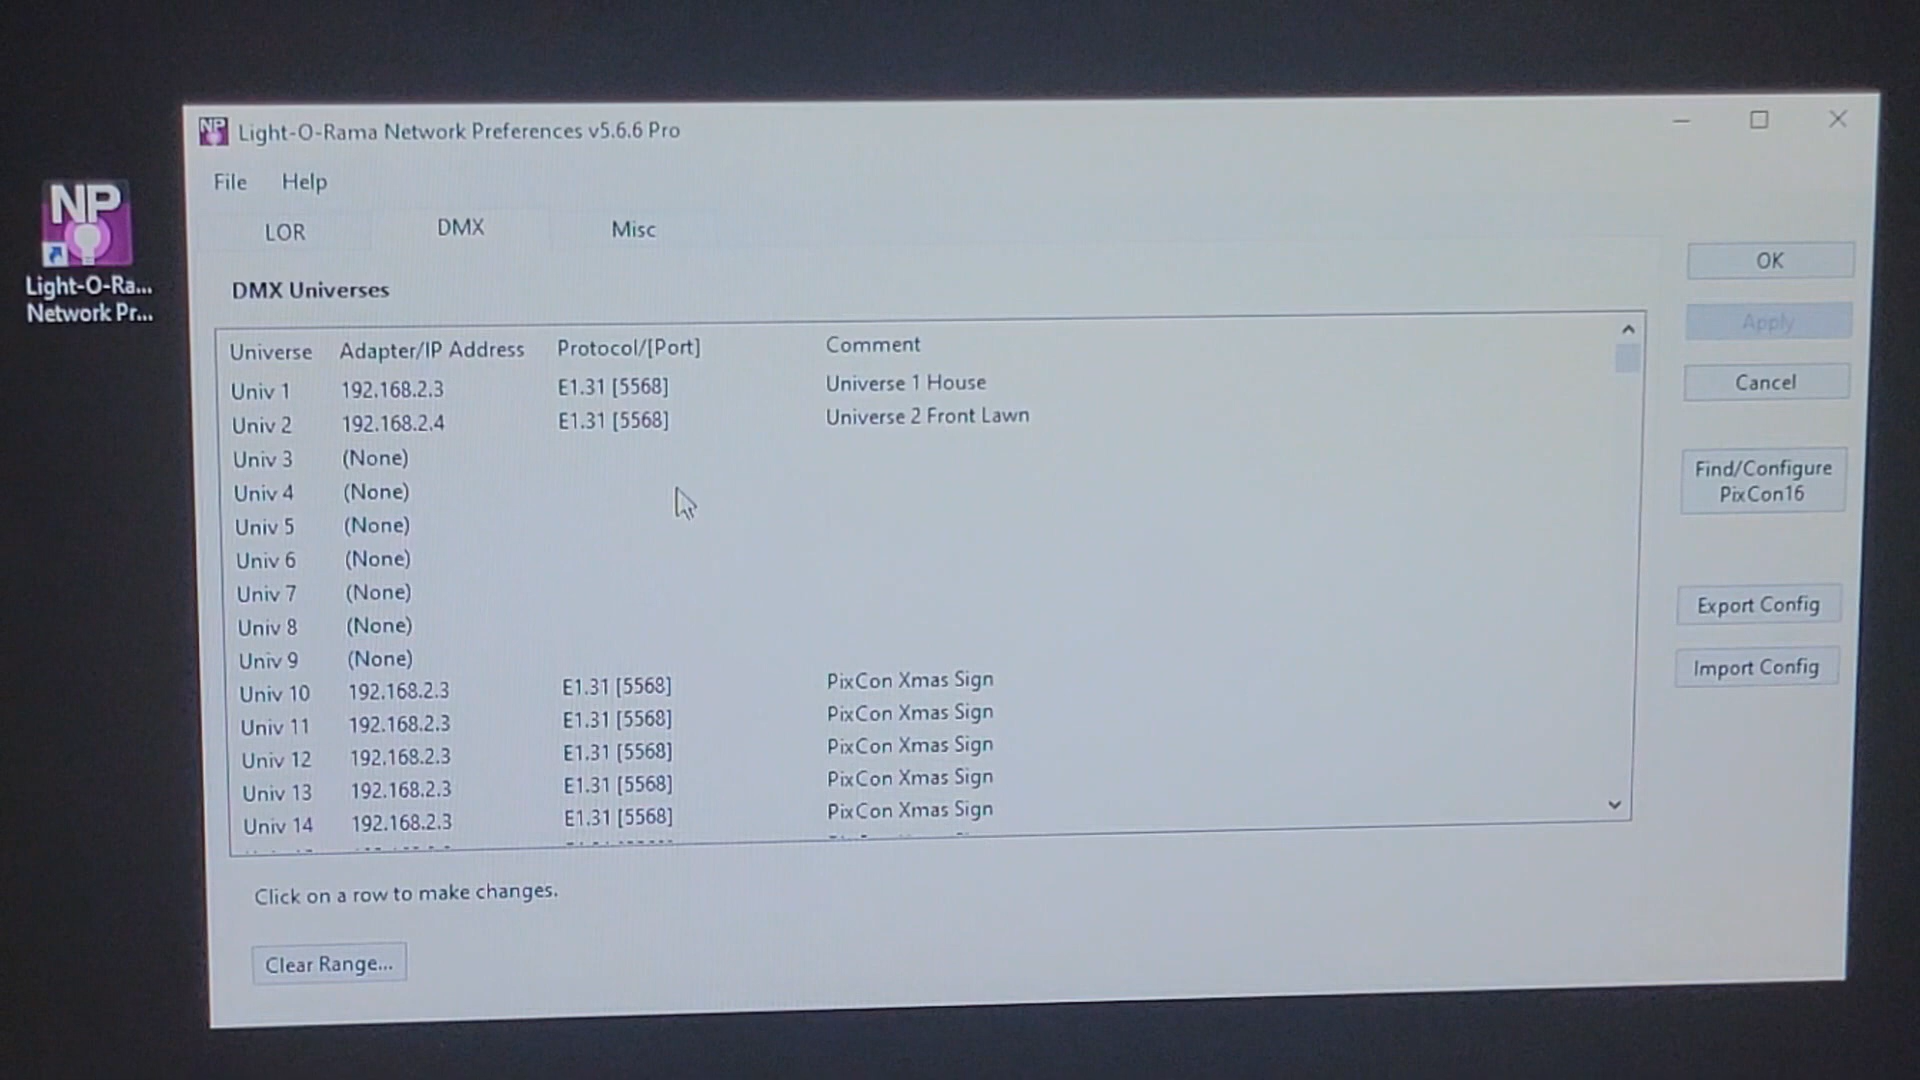 NP
Light-O-Ra...
Network Pr...
NP Light-O-Rama Network Preferences v5.6.6 Pro
File Help
LOR DMX Misc
DMX Universes
Universe Adapter/IP Address Protocol/[Port] Comment
Univ 1 192.168.2.3 E1.31 [5568] Universe 1 House
Univ 2 192.168.2.4 E1.31 [5568] Universe 2 Front Lawn
Univ 3 (None)
Univ 4 (None)
Univ 5 (None)
Univ 6 (None)
Univ 7 (None)
Univ 8 (None)
Univ 9 (None)
Univ 10 192.168.2.3 E1.31 [5568] PixCon Xmas Sign
Univ 11 192.168.2.3 E1.31 [5568] PixCon Xmas Sign
Univ 12 192.168.2.3 E1.31 [5568] PixCon Xmas Sign
Univ 13 192.168.2.3 E1.31 [5568] PixCon Xmas Sign
Univ 14 192.168.2.3 E1.31 [5568] PixCon Xmas Sign
Click on a row to make changes.
Clear Range...
OK
Apply
Cancel
Find/Configure
PixCon16
Export Config
Import Config